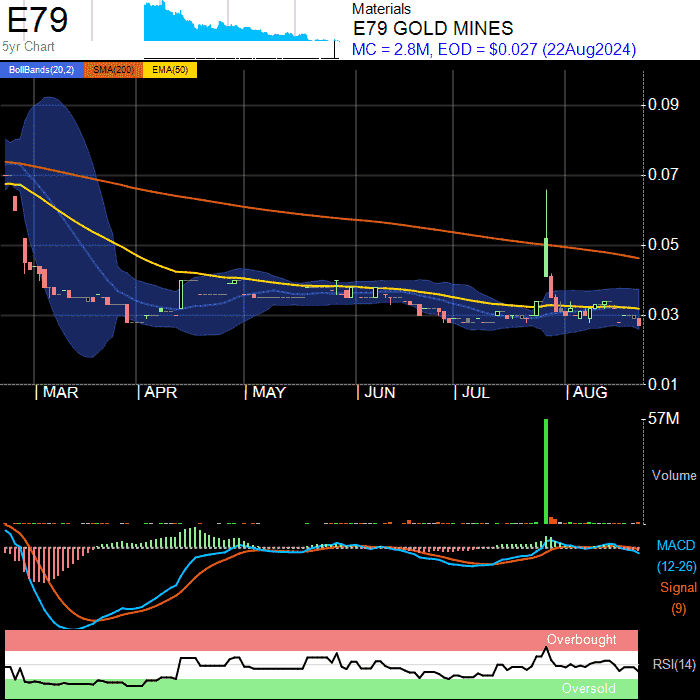 E79
5yr Chart
Materials
E79 GOLD MINES
MC = 2.8M, EOD = $0.027 (22Aug2024)
BollBands(20,2) SMA(200) EMA(50)
0.09
0.07
0.05
0.03
0.01
MAR APR MAY JUN JUL AUG
57M
Volume
MACD
(12-26)
Signal
(9)
Overbought
RSI(14)
Oversold